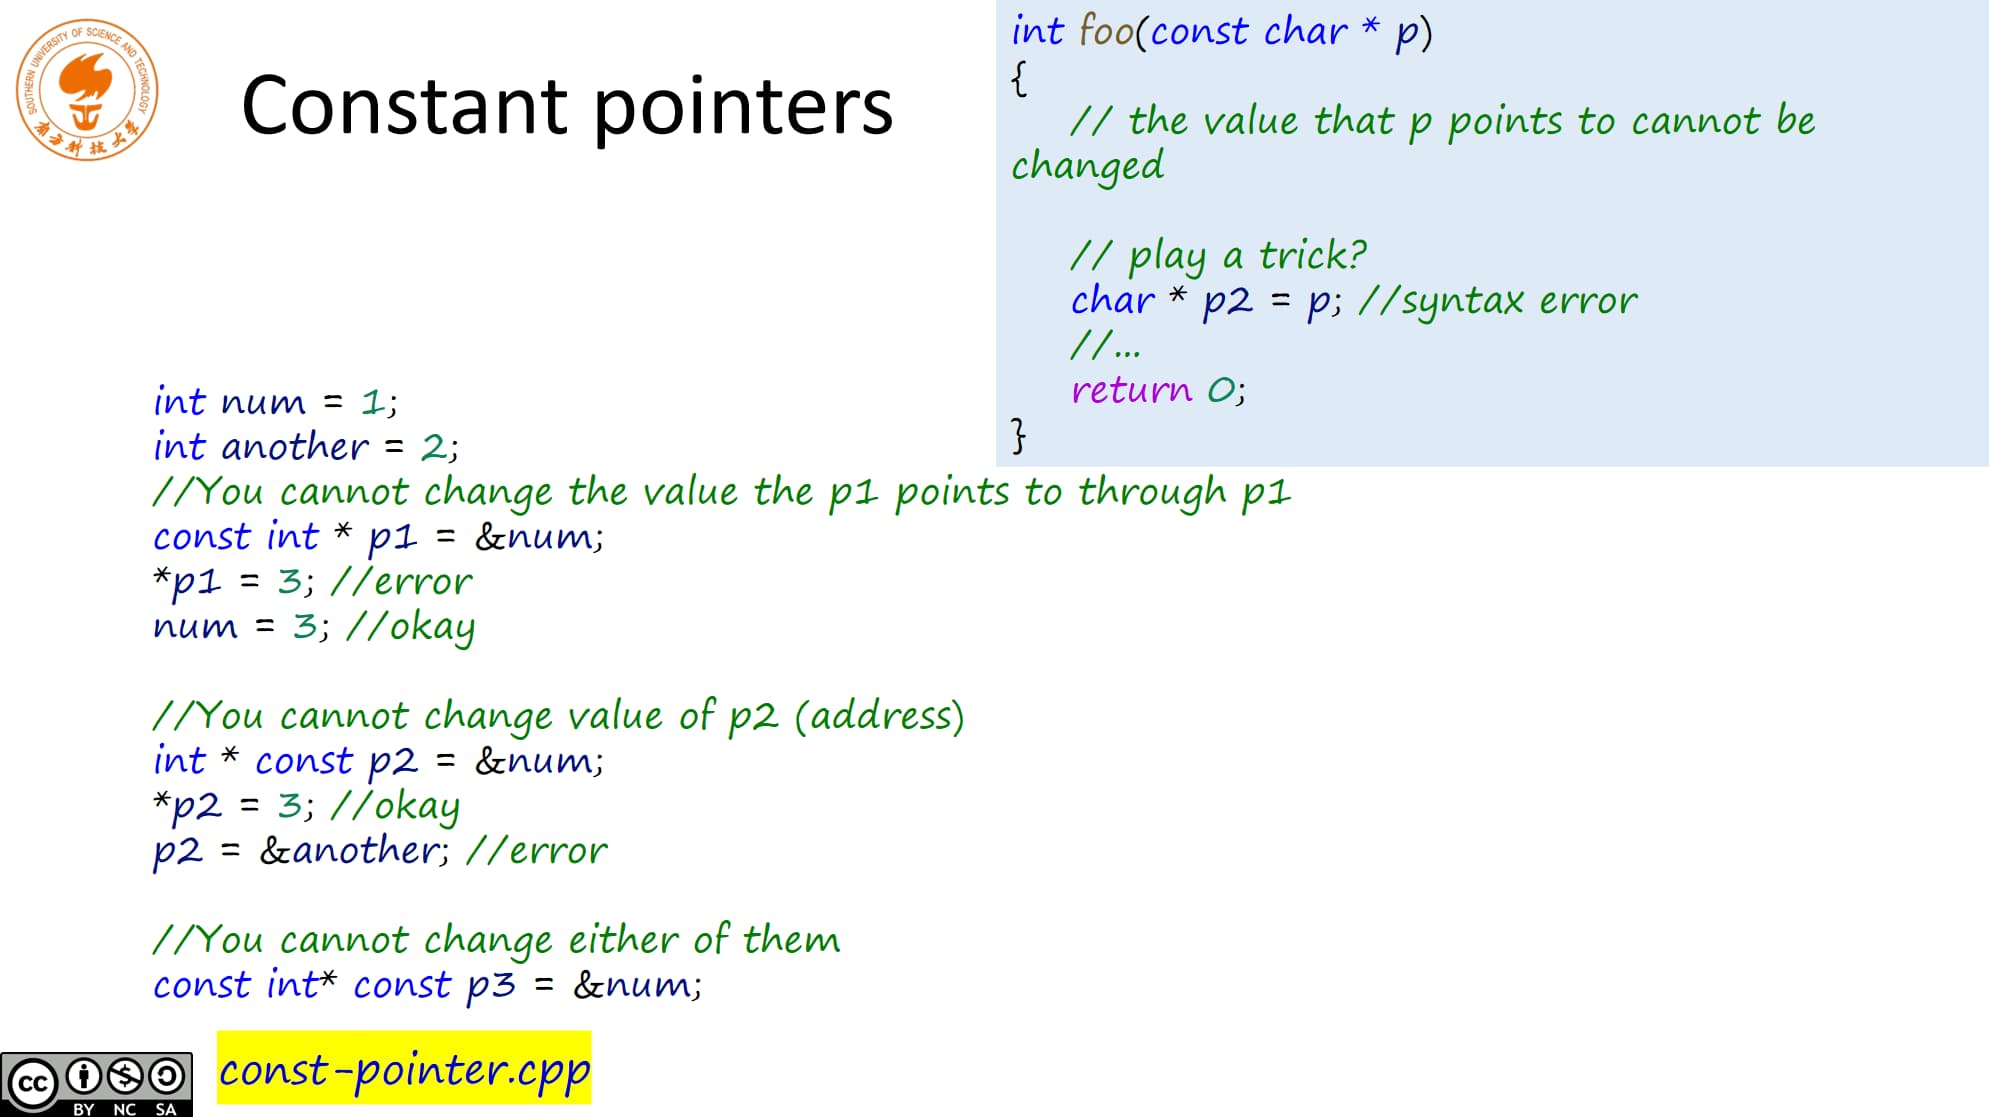 SOUTHERN UNIVERSITY OF SCIENCE AND TECHNOLOGY
南方科技大学
Constant pointers
int foo(const char * p)
{
// the value that p points to cannot be
changed
// play a trick?
char * p2 = p; //syntax error
//...
return 0;
}
int num = 1;
int another = 2;
//You cannot change the value the p1 points to through p1
const int * p1 = &num;
*p1 = 3; //error
num = 3; //okay
//You cannot change value of p2 (address)
int * const p2 = &num;
*p2 = 3; //okay
p2 = &another; //error
//You cannot change either of them
const int* const p3 = &num;
const-pointer.cpp
cc
BY NC SA